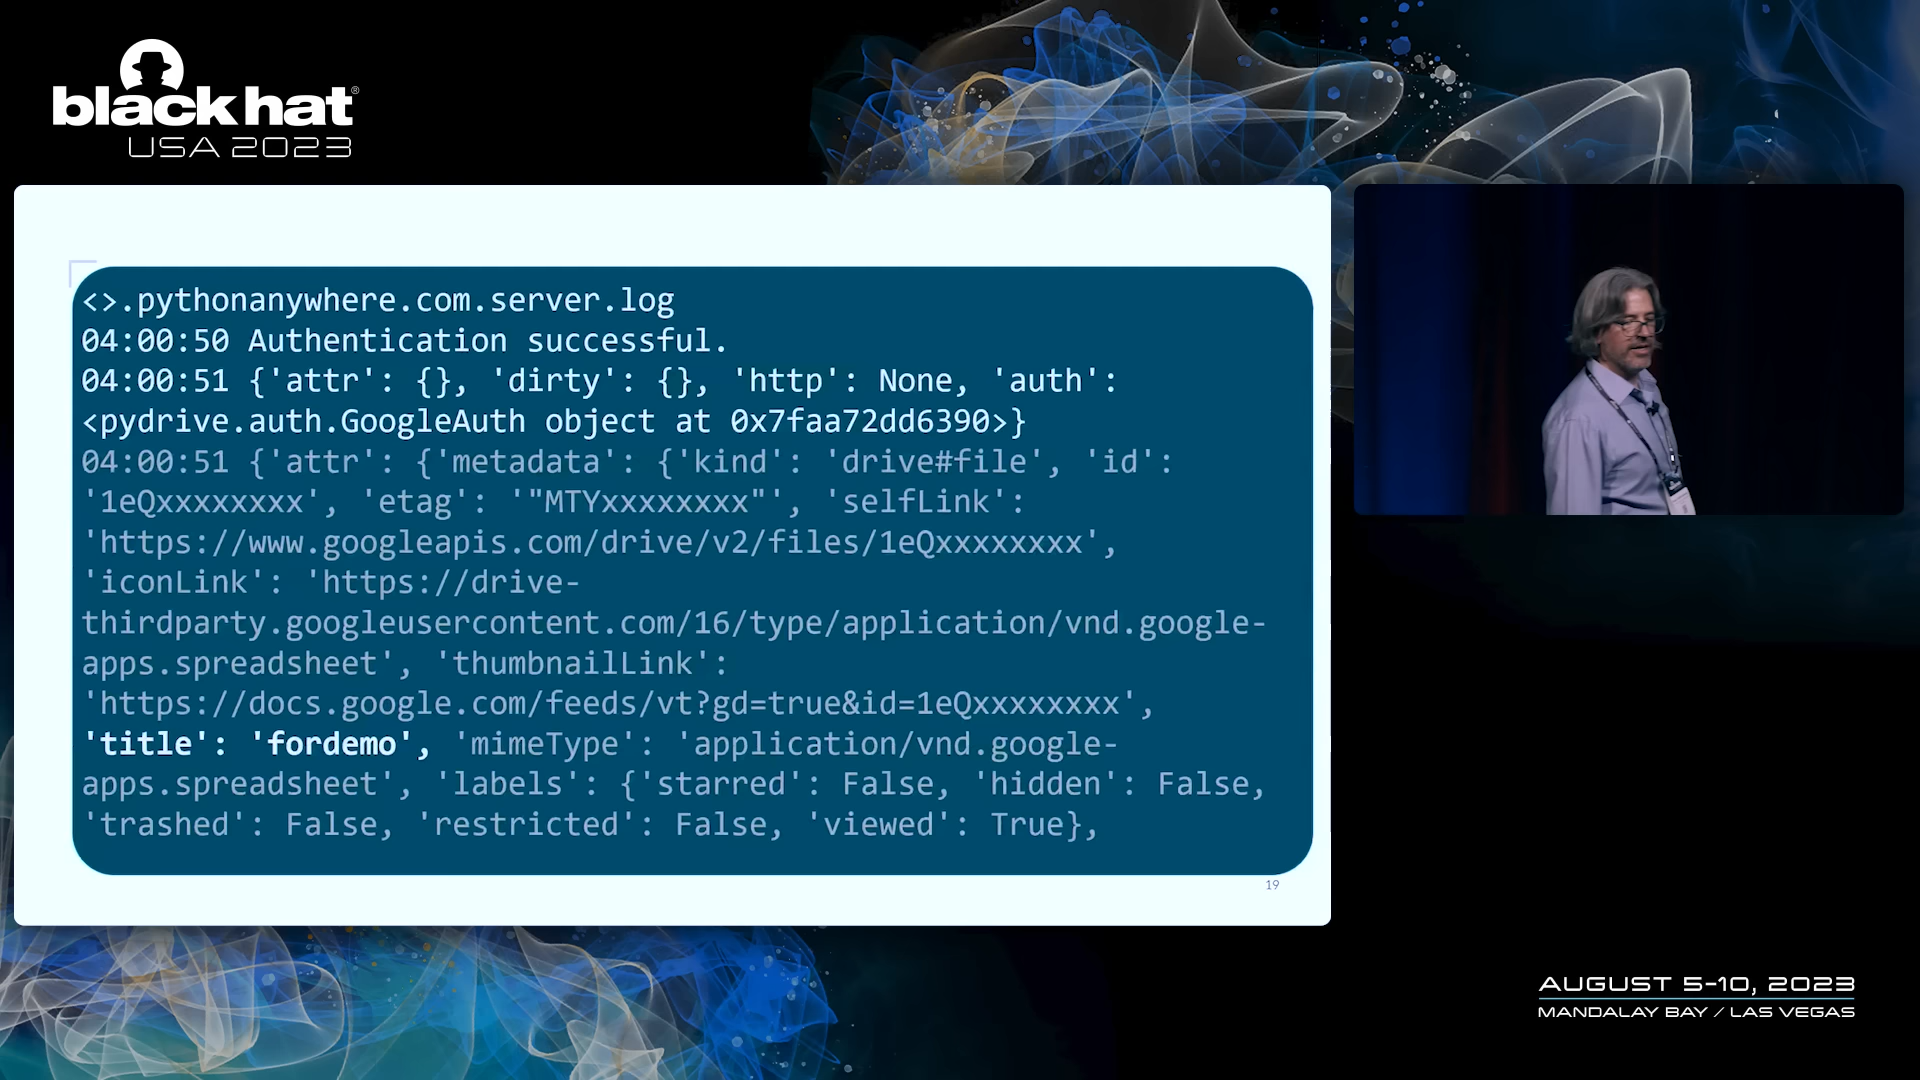 black hat®
USA 2023
<>.pythonanywhere.com.server.log
04:00:50 Authentication successful.
04:00:51 {'attr': {}, 'dirty': {}, 'http': None, 'auth':
<pydrive.auth.GoogleAuth object at 0x7faa72dd6390>}
04:00:51 {'attr': {'metadata': {'kind': 'drive#file', 'id':
'1eQxxxxxxxx', 'etag': '"MTYxxxxxxxx"', 'selfLink':
'https://www.googleapis.com/drive/v2/files/1eQxxxxxxxx',
'iconLink': 'https://drive-
thirdparty.googleusercontent.com/16/type/application/vnd.google-
apps.spreadsheet', 'thumbnailLink':
'https://docs.google.com/feeds/vt?gd=true&id=1eQxxxxxxxx',
'title': 'fordemo', 'mimeType': 'application/vnd.google-
apps.spreadsheet', 'labels': {'starred': False, 'hidden': False,
'trashed': False, 'restricted': False, 'viewed': True},
19
AUGUST 5-10, 2023
MANDALAY BAY / LAS VEGAS